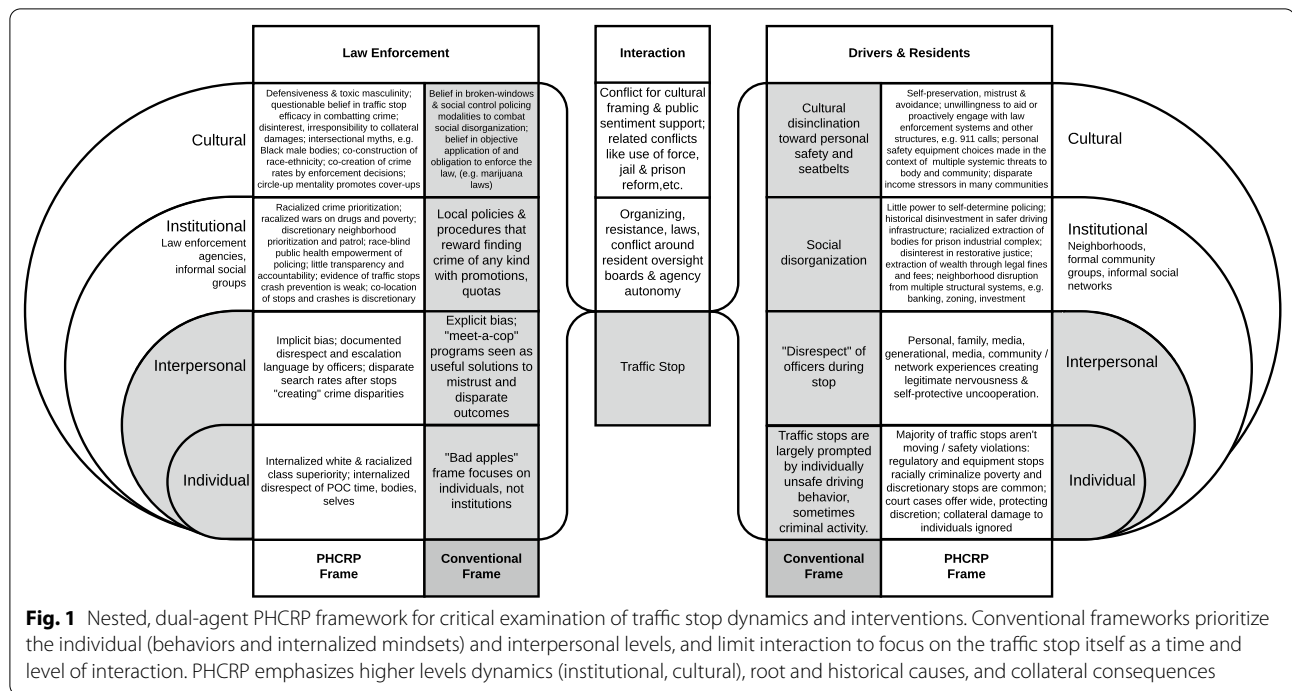 Law Enforcement
Interaction
Drivers & Residents
Cultural
Defensiveness & toxic masculinity;
questionable belief in traffic stop
efficacy in combatting crime;
disinterest, irresponsibility to collateral
damages; intersectional myths, e.g.
Black male bodies; co-construction of
race-ethnicity; co-creation of crime
rates by enforcement decisions;
circle-up mentality promotes cover-ups
Belief in broken-windows
& social control policing
modalities to combat
social disorganization;
belief in objective
application of and
obligation to enforce the
law, (e.g. marijuana
laws)
Conflict for cultural
framing & public
sentiment support;
related conflicts
like use of force,
jail & prison
reform,etc.
Cultural
disinclination
toward personal
safety and
seatbelts
Self-preservation, mistrust &
avoidance; unwillingness to aid or
proactively engage with law
enforcement systems and other
structures, e.g. 911 calls; personal
safety equipment choices made in the
context of multiple systemic threats to
body and community; disparate
income stressors in many communities
Cultural
Institutional
Law enforcement
agencies,
informal social
groups
Racialized crime prioritization;
racalized wars on drugs and poverty;
discretionary neighborhood
prioritization and patrol; race-blind
public health empowerment of
policing; little transparency and
accountability; evidence of traffic stops
crash prevention is weak; co-location
of stops and crashes is discretionary
Local policies &
procedures that
reward finding
crime of any kind
with promotions,
quotas
Organizing,
resistance, laws,
conflict around
resident oversight
boards & agency
autonomy
Social
disorganization
Little power to self-determine policing;
historical disinvestment in safer driving
infrastructure; racialized extraction of
bodies for prison industrial complex;
disinterest in restorative justice;
extraction of wealth through legal fines
and fees; neighborhood disruption
from multiple structural systems, e.g.
banking, zoning, investment
Institutional
Neighborhoods,
formal community
groups, informal social
networks
Interpersonal
Implicit bias; documented
disrespect and escalation
language by officers; disparate
search rates after stops
"creating" crime disparities
Explicit bias;
"meet-a-cop"
programs seen as
useful solutions to
mistrust and
disparate
outcomes
Traffic Stop
"Disrespect" of
officers during
stop
Personal, family, media,
generational, media, community /
network experiences creating
legitimate nervousness &
self-protective uncooperation.
Interpersonal
Individual
Internalized white & racialized
class superiority; internalized
disrespect of POC time, bodies,
selves
"Bad apples"
frame focuses on
individuals, not
institutions
Traffic stops are
largely prompted
by individually
unsafe driving
behavior,
sometimes
criminal activity.
Majority of traffic stops aren't
moving / safety violations:
regulatory and equipment stops
racially criminalize poverty and
discretionary stops are common;
court cases offer wide, protecting
discretion; collateral damage to
individuals ignored
Individual
PHCRP
Frame
Conventional
Frame
Conventional
Frame
PHCRP
Frame
Fig. 1 Nested, dual-agent PHCRP framework for critical examination of traffic stop dynamics and interventions. Conventional frameworks prioritize
the individual (behaviors and internalized mindsets) and interpersonal levels, and limit interaction to focus on the traffic stop itself as a time and
level of interaction. PHCRP emphasizes higher levels dynamics (institutional, cultural), root and historical causes, and collateral consequences